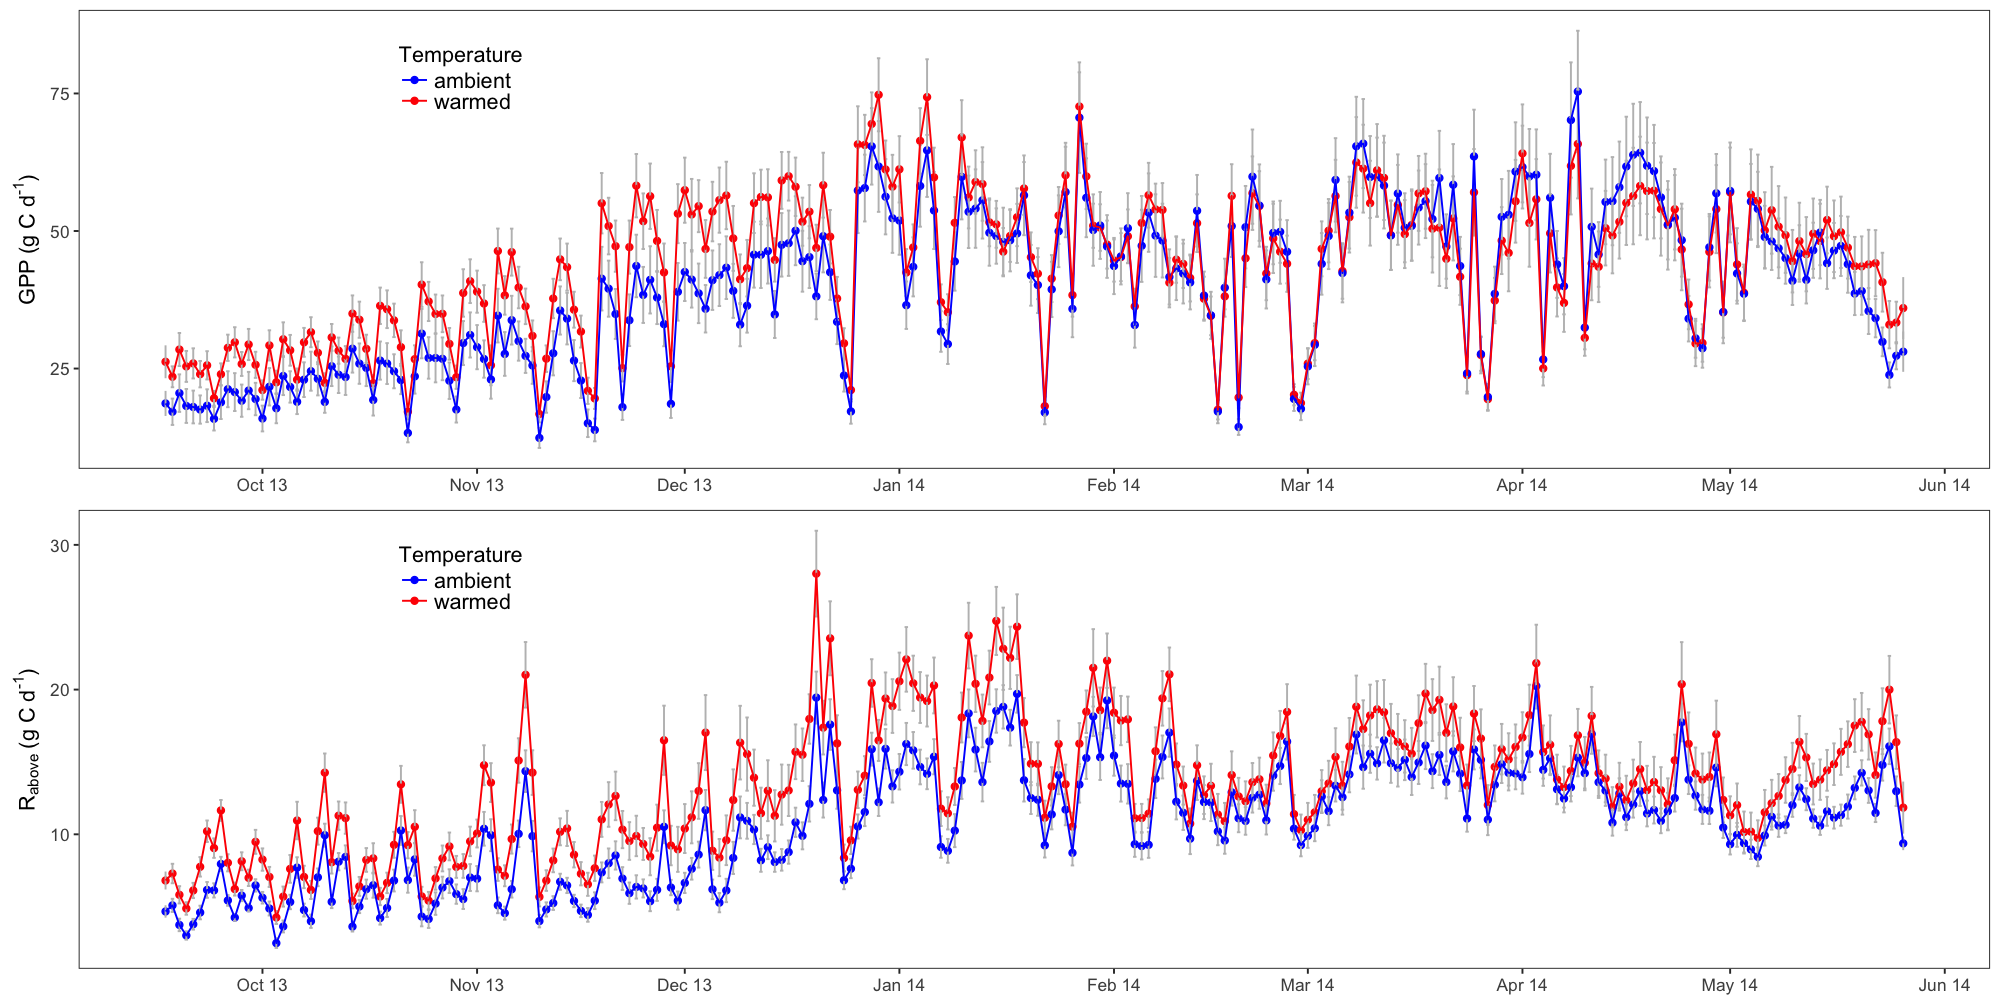 Temperature
ambient
warmed
GPP (g C d⁻¹)
75
50
25
Oct 13 Nov 13 Dec 13 Jan 14 Feb 14 Mar 14 Apr 14 May 14 Jun 14
Temperature
ambient
warmed
R_above (g C d⁻¹)
30
20
10
Oct 13 Nov 13 Dec 13 Jan 14 Feb 14 Mar 14 Apr 14 May 14 Jun 14